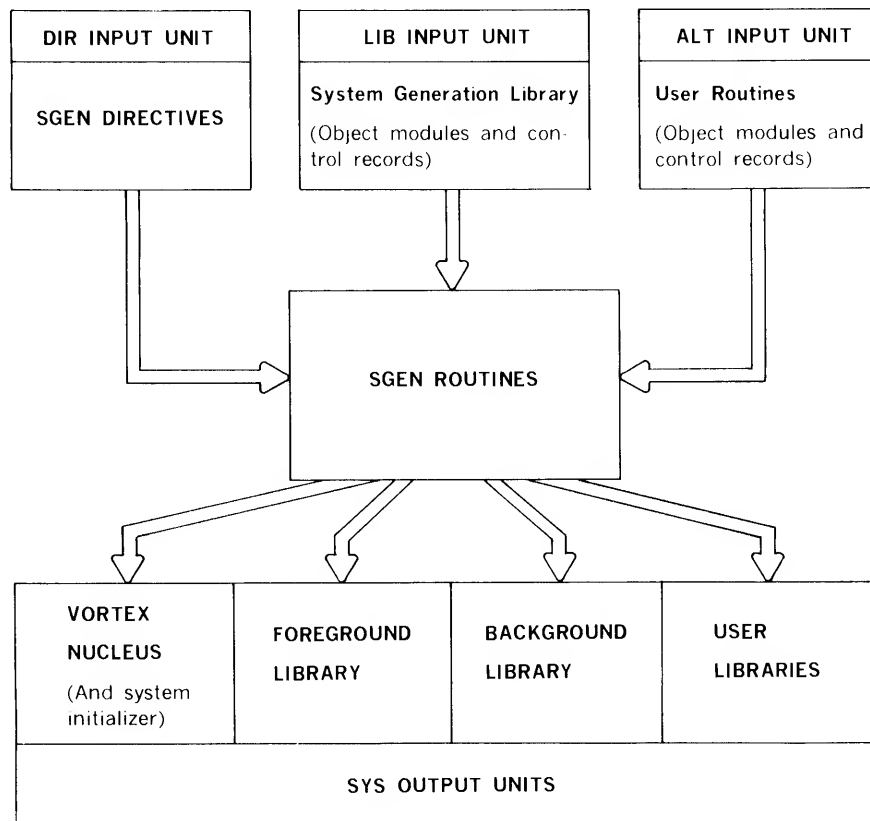 DIR INPUT UNIT
SGEN DIRECTIVES
LIB INPUT UNIT
System Generation Library
(Object modules and con-
trol records)
ALT INPUT UNIT
User Routines
(Object modules and
control records)
SGEN ROUTINES
VORTEX
NUCLEUS
(And system
initializer)
FOREGROUND
LIBRARY
BACKGROUND
LIBRARY
USER
LIBRARIES
SYS OUTPUT UNITS